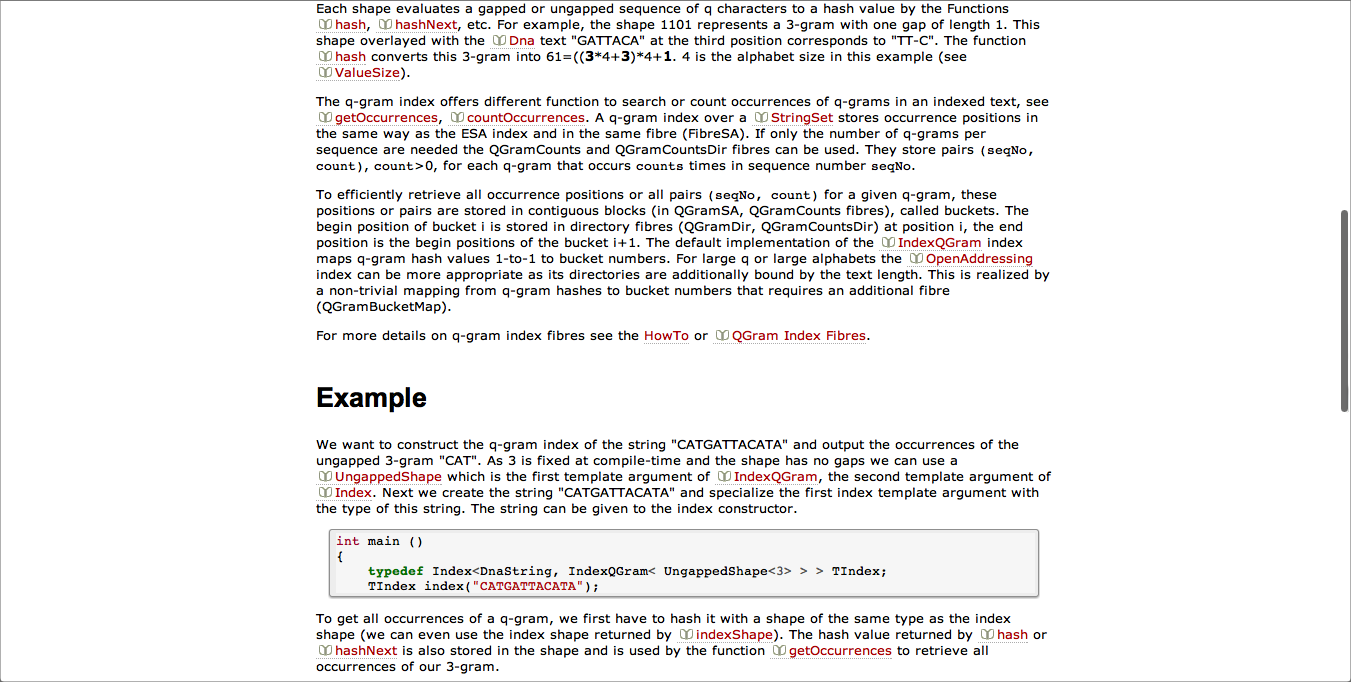 Each shape evaluates a gapped or ungapped sequence of q characters to a hash value by the Functions
hash, hashNext, etc. For example, the shape 1101 represents a 3-gram with one gap of length 1. This
shape overlayed with the Dna text "GATTACA" at the third position corresponds to "TT-C". The function
hash converts this 3-gram into 61=((3*4+3)*4+1. 4 is the alphabet size in this example (see
ValueSize).
The q-gram index offers different function to search or count occurrences of q-grams in an indexed text, see
getOccurrences, countOccurrences. A q-gram index over a StringSet stores occurrence positions in
the same way as the ESA index and in the same fibre (FibreSA). If only the number of q-grams per
sequence are needed the QGramCounts and QGramCountsDir fibres can be used. They store pairs (seqNo,
count), count>0, for each q-gram that occurs counts times in sequence number seqNo.
To efficiently retrieve all occurrence positions or all pairs (seqNo, count) for a given q-gram, these
positions or pairs are stored in contiguous blocks (in QGramSA, QGramCounts fibres), called buckets. The
begin position of bucket i is stored in directory fibres (QGramDir, QGramCountsDir) at position i, the end
position is the begin positions of the bucket i+1. The default implementation of the IndexQGram index
maps q-gram hash values 1-to-1 to bucket numbers. For large q or large alphabets the OpenAddressing
index can be more appropriate as its directories are additionally bound by the text length. This is realized by
a non-trivial mapping from q-gram hashes to bucket numbers that requires an additional fibre
(QGramBucketMap).
For more details on q-gram index fibres see the HowTo or QGram Index Fibres.
Example
We want to construct the q-gram index of the string "CATGATTACATA" and output the occurrences of the
ungapped 3-gram "CAT". As 3 is fixed at compile-time and the shape has no gaps we can use a
UngappedShape which is the first template argument of IndexQGram, the second template argument of
Index. Next we create the string "CATGATTACATA" and specialize the first index template argument with
the type of this string. The string can be given to the index constructor.
int main ()
{
typedef Index<DnaString, IndexQGram< UngappedShape<3> > > TIndex;
TIndex index("CATGATTACATA");
To get all occurrences of a q-gram, we first have to hash it with a shape of the same type as the index
shape (we can even use the index shape returned by indexShape). The hash value returned by hash or
hashNext is also stored in the shape and is used by the function getOccurrences to retrieve all
occurrences of our 3-gram.